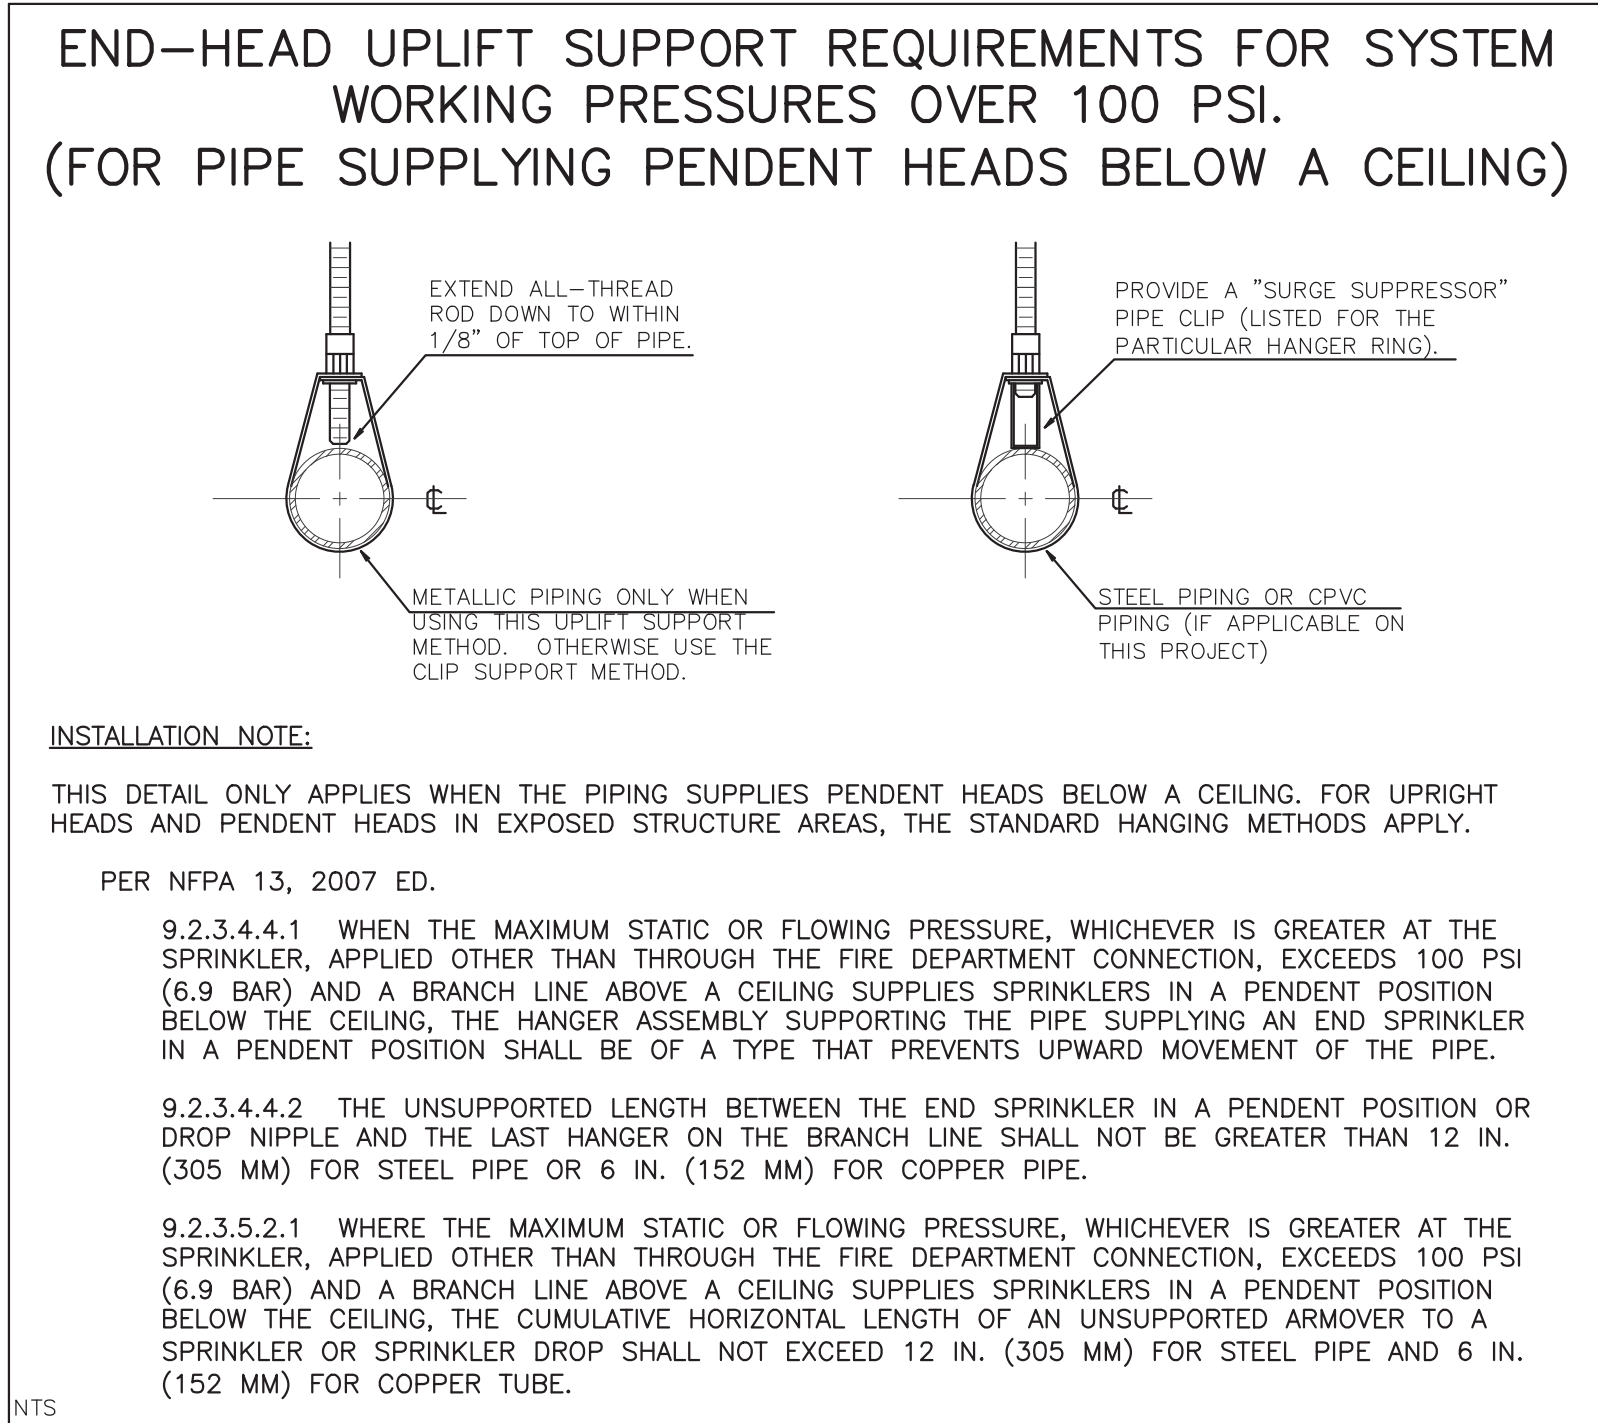 END-HEAD UPLIFT SUPPORT REQUIREMENTS FOR SYSTEM
WORKING PRESSURES OVER 100 PSI.
(FOR PIPE SUPPLYING PENDENT HEADS BELOW A CEILING)
EXTEND ALL-THREAD
ROD DOWN TO WITHIN
1/8" OF TOP OF PIPE.
PROVIDE A "SURGE SUPPRESSOR"
PIPE CLIP (LISTED FOR THE
PARTICULAR HANGER RING).
℄
℄
METALLIC PIPING ONLY WHEN
USING THIS UPLIFT SUPPORT
METHOD. OTHERWISE USE THE
CLIP SUPPORT METHOD.
STEEL PIPING OR CPVC
PIPING (IF APPLICABLE ON
THIS PROJECT)
INSTALLATION NOTE:
THIS DETAIL ONLY APPLIES WHEN THE PIPING SUPPLIES PENDENT HEADS BELOW A CEILING. FOR UPRIGHT
HEADS AND PENDENT HEADS IN EXPOSED STRUCTURE AREAS, THE STANDARD HANGING METHODS APPLY.
PER NFPA 13, 2007 ED.
9.2.3.4.4.1 WHEN THE MAXIMUM STATIC OR FLOWING PRESSURE, WHICHEVER IS GREATER AT THE
SPRINKLER, APPLIED OTHER THAN THROUGH THE FIRE DEPARTMENT CONNECTION, EXCEEDS 100 PSI
(6.9 BAR) AND A BRANCH LINE ABOVE A CEILING SUPPLIES SPRINKLERS IN A PENDENT POSITION
BELOW THE CEILING, THE HANGER ASSEMBLY SUPPORTING THE PIPE SUPPLYING AN END SPRINKLER
IN A PENDENT POSITION SHALL BE OF A TYPE THAT PREVENTS UPWARD MOVEMENT OF THE PIPE.
9.2.3.4.4.2 THE UNSUPPORTED LENGTH BETWEEN THE END SPRINKLER IN A PENDENT POSITION OR
DROP NIPPLE AND THE LAST HANGER ON THE BRANCH LINE SHALL NOT BE GREATER THAN 12 IN.
(305 MM) FOR STEEL PIPE OR 6 IN. (152 MM) FOR COPPER PIPE.
9.2.3.5.2.1 WHERE THE MAXIMUM STATIC OR FLOWING PRESSURE, WHICHEVER IS GREATER AT THE
SPRINKLER, APPLIED OTHER THAN THROUGH THE FIRE DEPARTMENT CONNECTION, EXCEEDS 100 PSI
(6.9 BAR) AND A BRANCH LINE ABOVE A CEILING SUPPLIES SPRINKLERS IN A PENDENT POSITION
BELOW THE CEILING, THE CUMULATIVE HORIZONTAL LENGTH OF AN UNSUPPORTED ARMOVER TO A
SPRINKLER OR SPRINKLER DROP SHALL NOT EXCEED 12 IN. (305 MM) FOR STEEL PIPE AND 6 IN.
(152 MM) FOR COPPER TUBE.
NTS